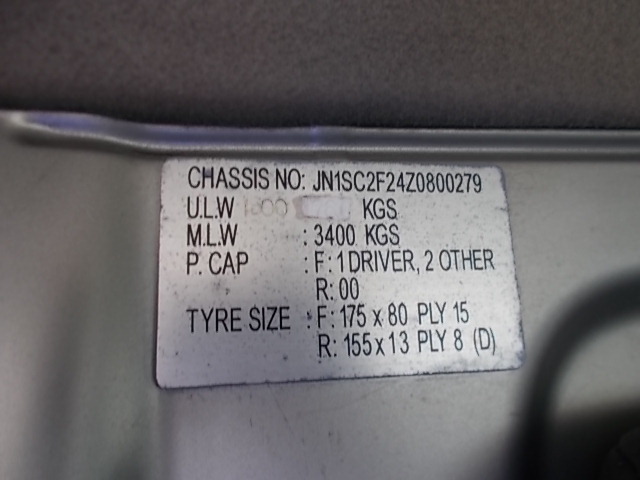 CHASSIS NO: JN1SC2F24Z0800279
U.L.W KGS
M.L.W : 3400 KGS
P. CAP : F: 1 DRIVER, 2 OTHER
R: 00
TYRE SIZE : F: 175 x 80 PLY 15
R: 155 x 13 PLY 8 (D)